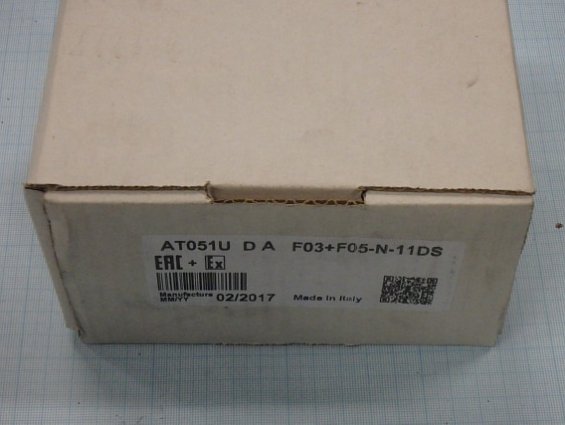 AT051U D A F03+F05-N-11DS
EAC + Ex
Manufacture
MM/YY 02/2017 Made in Italy